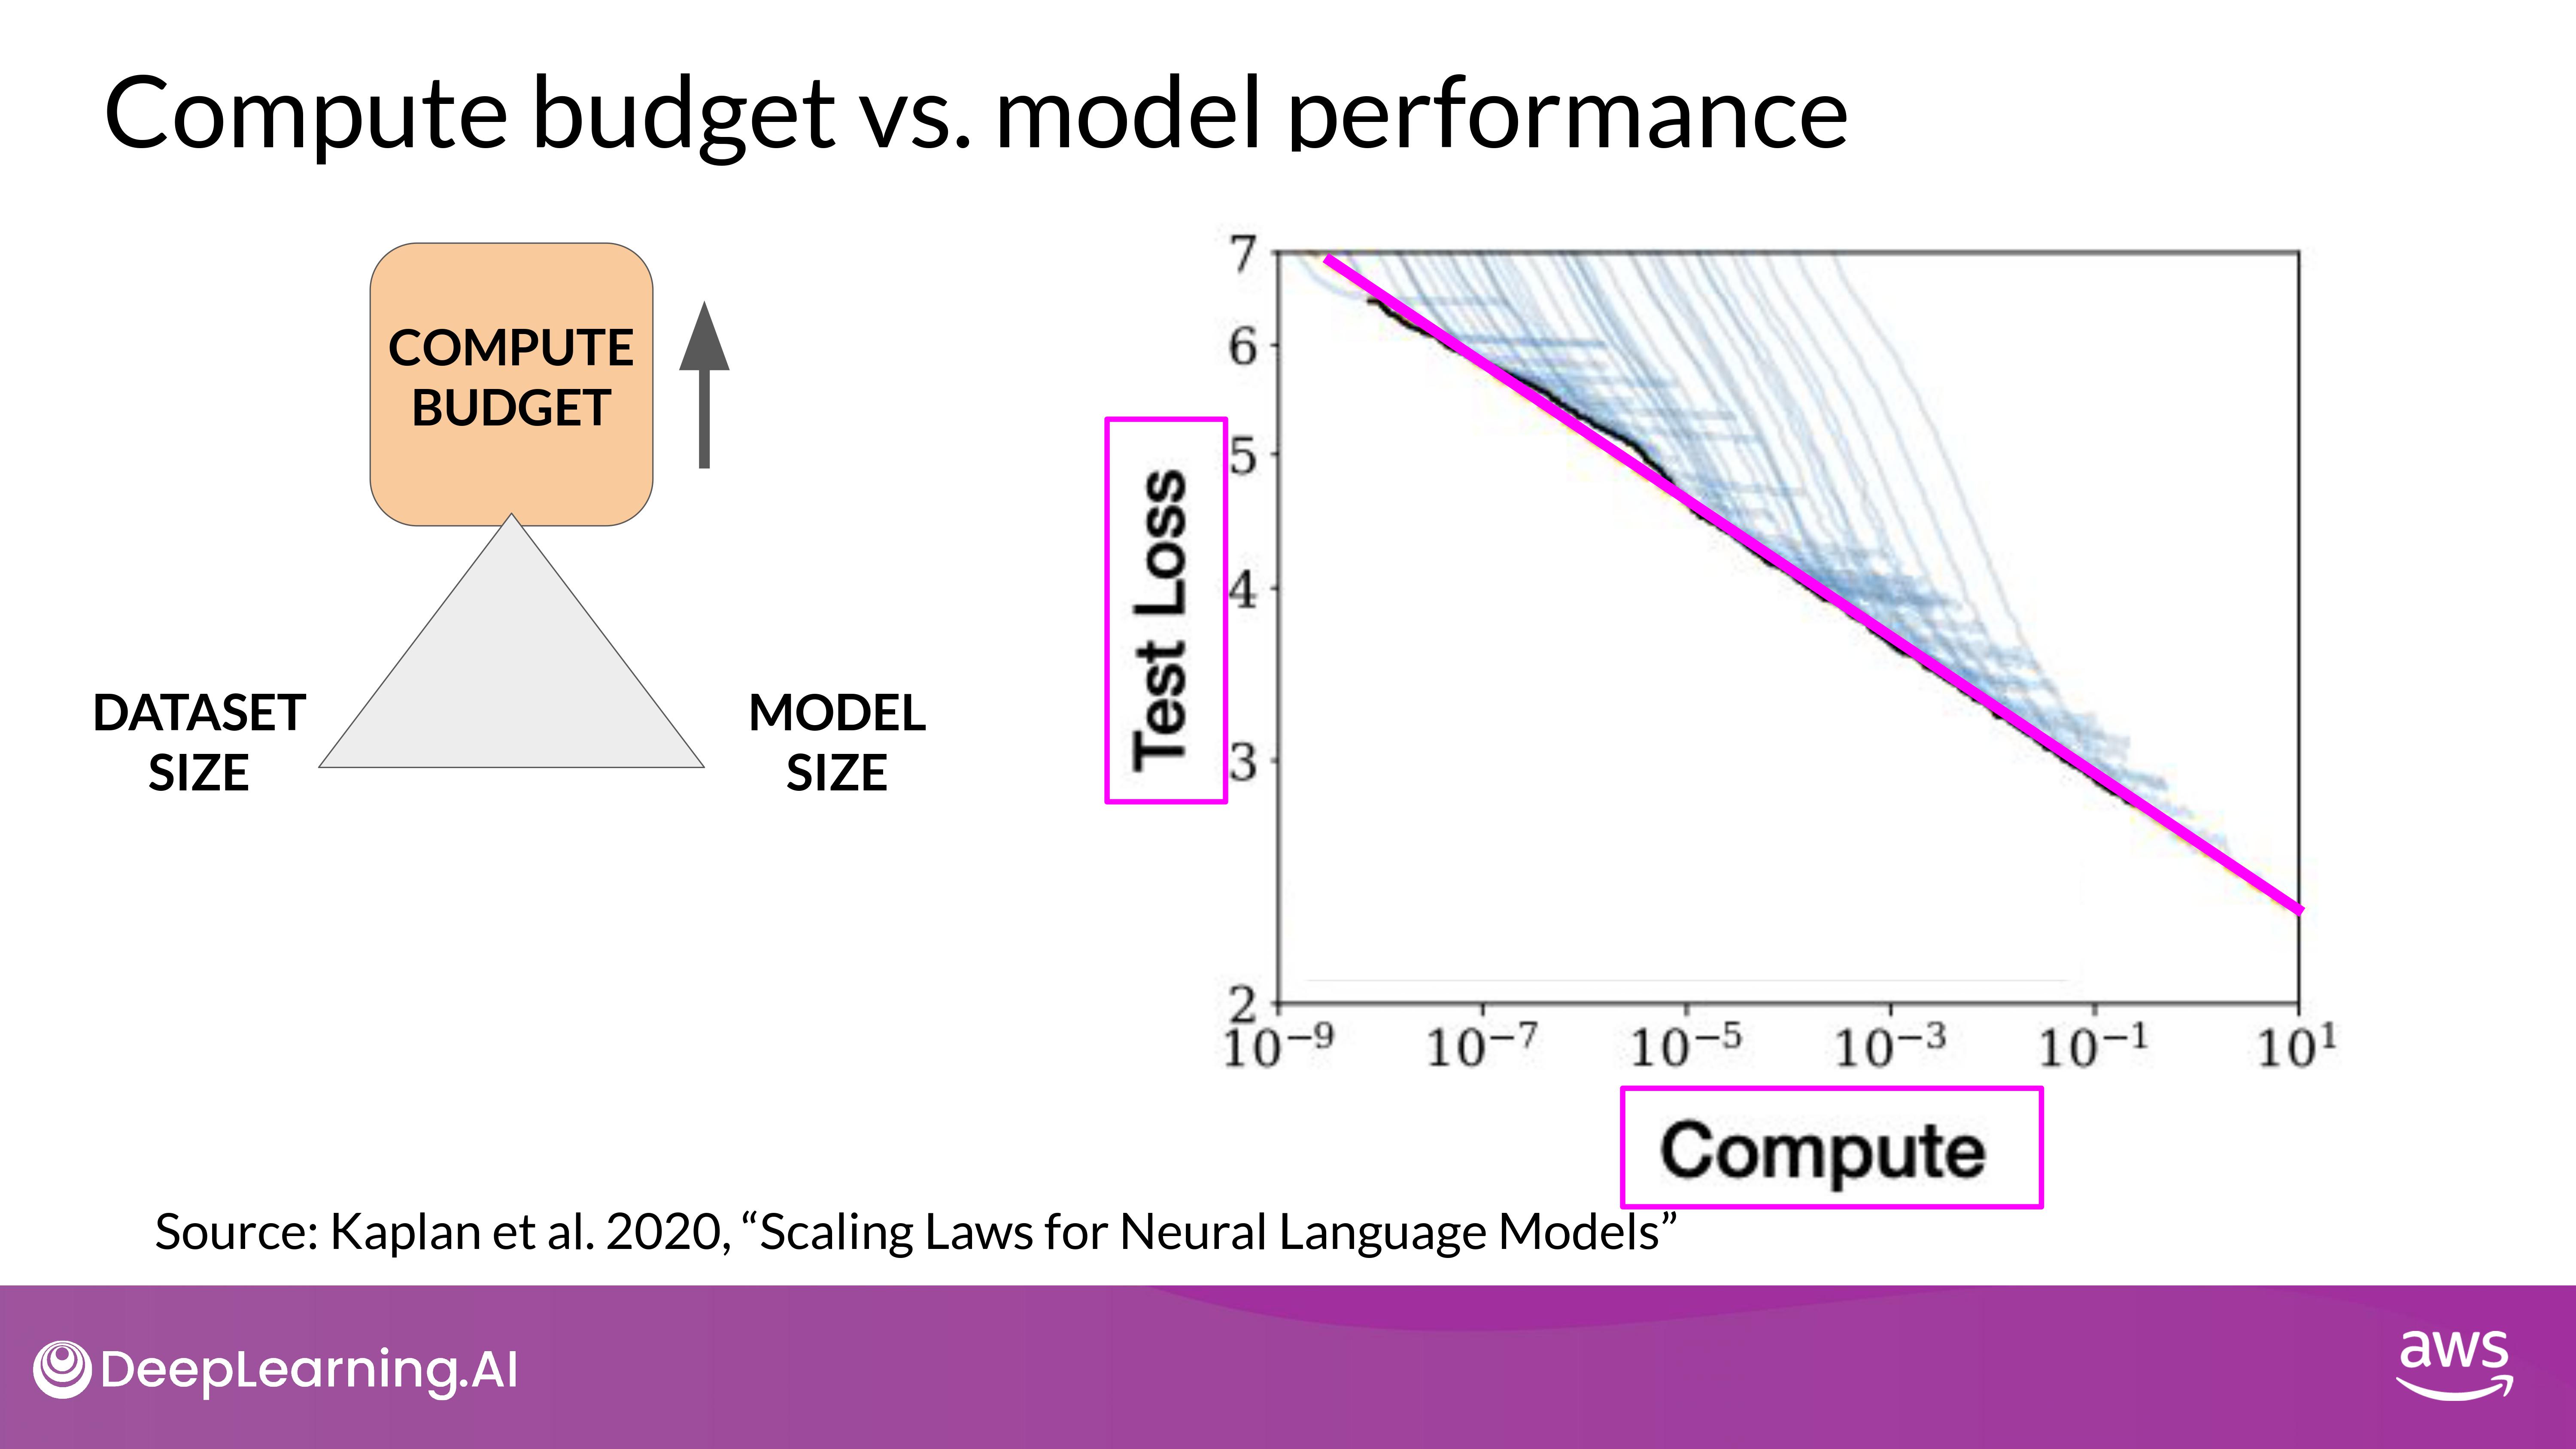 Compute budget vs. model performance
COMPUTE
BUDGET
DATASET
SIZE
MODEL
SIZE
Test Loss
7
6
5
4
3
2
10⁻⁹ 10⁻⁷ 10⁻⁵ 10⁻³ 10⁻¹ 10¹
Compute
Source: Kaplan et al. 2020, “Scaling Laws for Neural Language Models”
DeepLearning.AI
aws